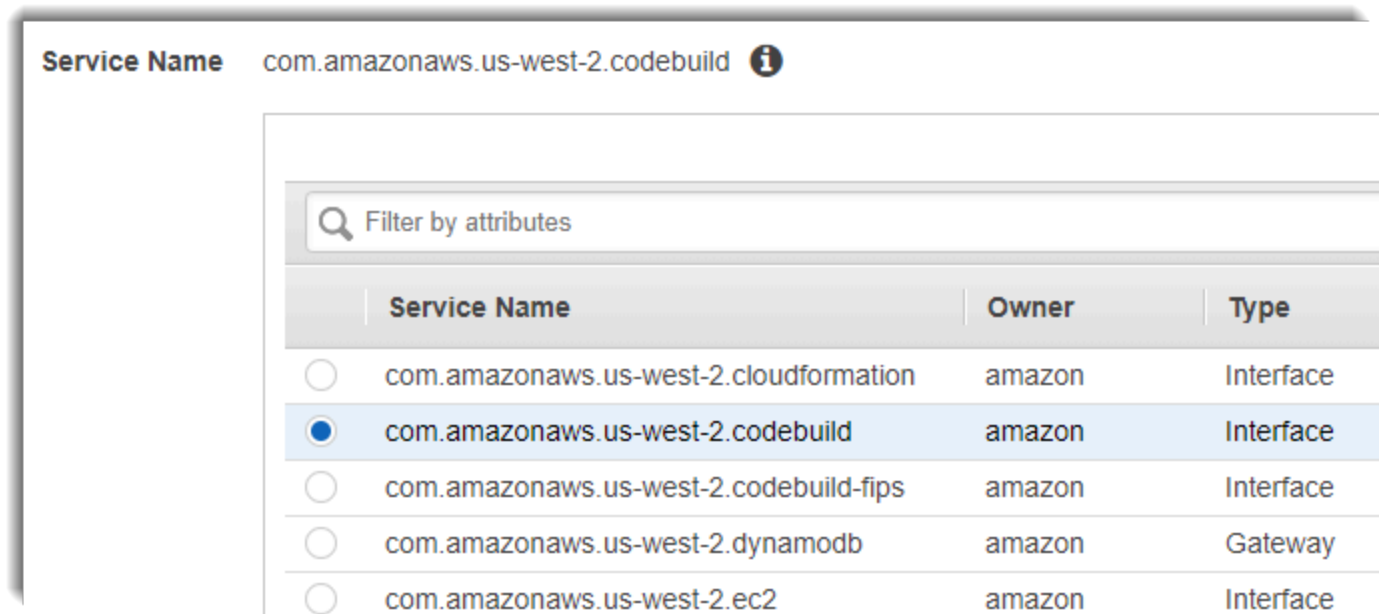 Service Name com.amazonaws.us-west-2.codebuild
Filter by attributes
Service Name Owner Type
com.amazonaws.us-west-2.cloudformation amazon Interface
com.amazonaws.us-west-2.codebuild amazon Interface
com.amazonaws.us-west-2.codebuild-fips amazon Interface
com.amazonaws.us-west-2.dynamodb amazon Gateway
com.amazonaws.us-west-2.ec2 amazon Interface